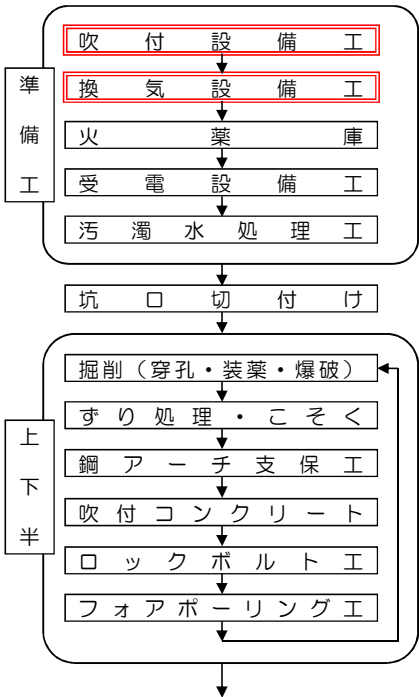 準備工
吹付設備工
換気設備工
火薬庫
受電設備工
汚濁水処理工
坑口切付け
上下半
掘削（穿孔・装薬・爆破）
ずり処理・こそく
鋼アーチ支保工
吹付コンクリート
ロックボルト工
フォアポーリング工